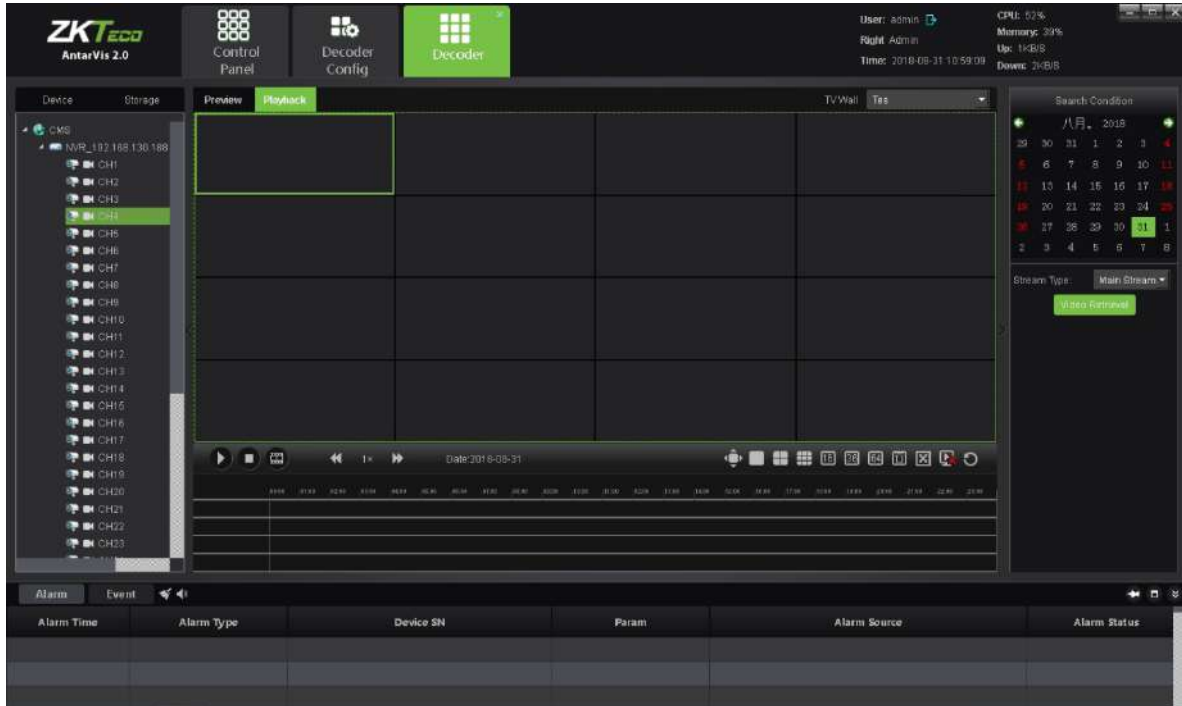 ZKTECO
AntarVis 2.0
Control Panel
Decoder Config
Decoder
User: admin
Right Admin
Time: 2018-08-31 10:59:09
CPU: 52%
Memory: 39%
Up: 1KB/S
Down: 2KB/S
Device Storage
Preview Playback
TV Wall Tes
Search Condition
八月。 2018
29 30 31 1 2 3 4
5 6 7 8 9 10 11
12 13 14 15 16 17 18
19 20 21 22 23 24 25
26 27 28 29 30 31 1
2 3 4 5 6 7 8
Stream Type: Main Stream
Video Retrieval
CMS
NVR_192.168.130.188
CH1
CH2
CH3
CH4
CH5
CH6
CH7
CH8
CH9
CH10
CH11
CH12
CH13
CH14
CH15
CH16
CH17
CH18
CH19
CH20
CH21
CH22
CH23
1×
Date:2018-08-31
16
36
64
Alarm Event
Alarm Time Alarm Type Device SN Param Alarm Source Alarm Status